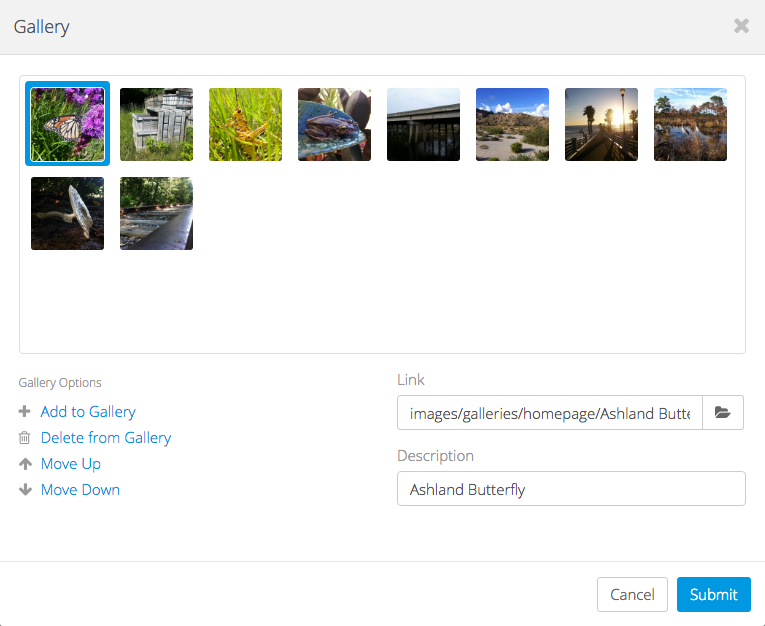 Gallery
Gallery Options
Add to Gallery
Delete from Gallery
Move Up
Move Down
Link
images/galleries/homepage/Ashland Butte
Description
Ashland Butterfly
Cancel
Submit